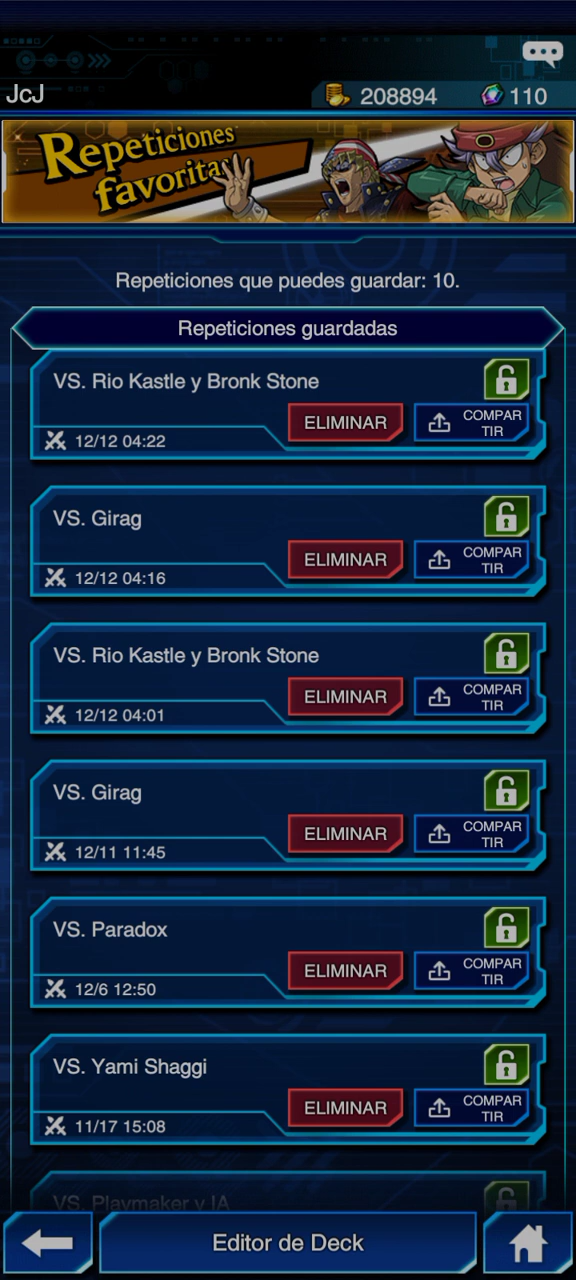 JcJ
208894
110
Repeticiones
favoritas
Repeticiones que puedes guardar: 10.
Repeticiones guardadas
VS. Rio Kastle y Bronk Stone
ELIMINAR
COMPAR
TIR
12/12 04:22
VS. Girag
ELIMINAR
COMPAR
TIR
12/12 04:16
VS. Rio Kastle y Bronk Stone
ELIMINAR
COMPAR
TIR
12/12 04:01
VS. Girag
ELIMINAR
COMPAR
TIR
12/11 11:45
VS. Paradox
ELIMINAR
COMPAR
TIR
12/6 12:50
VS. Yami Shaggi
ELIMINAR
COMPAR
TIR
11/17 15:08
VS. Playmaker y IA
Editor de Deck